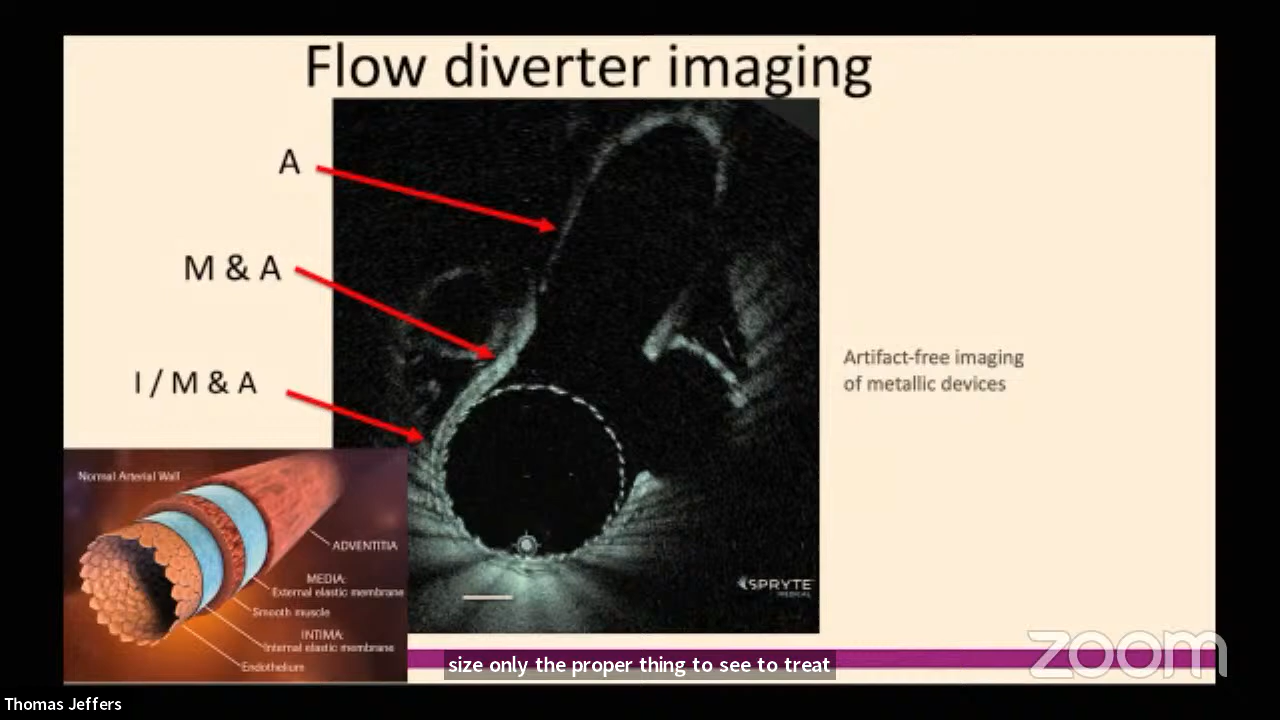 Flow diverter imaging
A
M & A
I / M & A
Artifact-free imaging
of metallic devices
Normal Arterial Wall
ADVENTITIA
MEDIA:
External elastic membrane
Smooth muscle
INTIMA:
Internal elastic membrane
Endothelium
SPRYTE
MEDICAL
size only the proper thing to see to treat
zoom
Thomas Jeffers